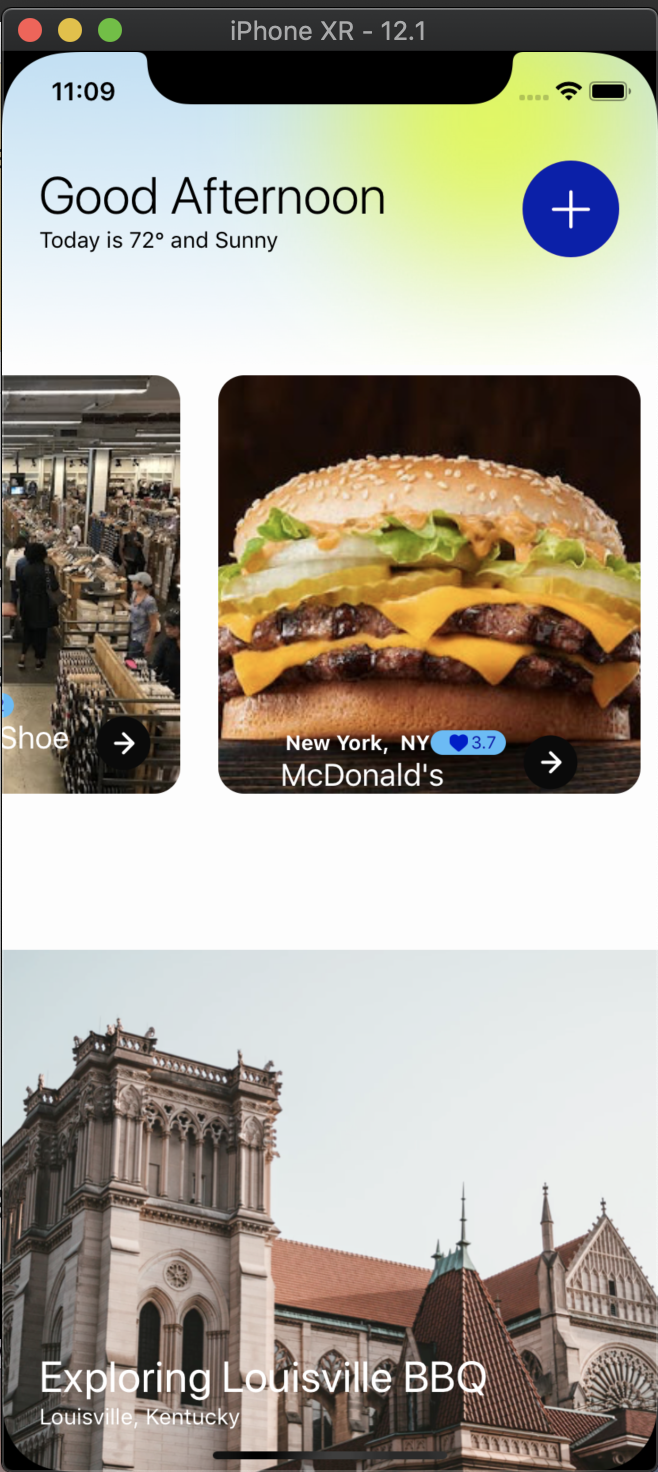 iPhone XR - 12.1
11:09
Good Afternoon
Today is 72° and Sunny
Shoe
New York, NY 3.7
McDonald's
Exploring Louisville BBQ
Louisville, Kentucky